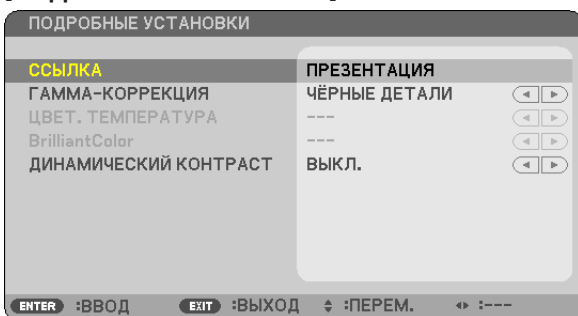 ПОДРОБНЫЕ УСТАНОВКИ
ССЫЛКА ПРЕЗЕНТАЦИЯ
ГАММА-КОРРЕКЦИЯ ЧЁРНЫЕ ДЕТАЛИ
ЦВЕТ. ТЕМПЕРАТУРА ---
BrilliantColor ---
ДИНАМИЧЕСКИЙ КОНТРАСТ ВЫКЛ.
ENTER :ВВОД EXIT :ВЫХОД :ПЕРЕМ. :---